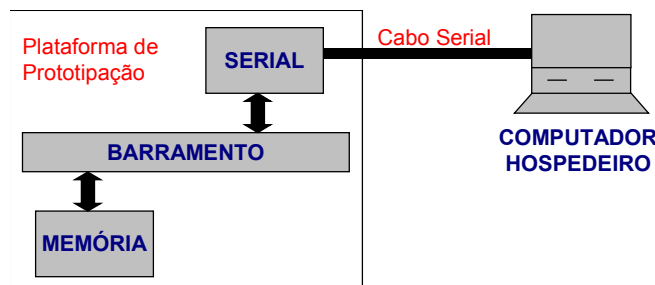 Plataforma de
Prototipação
SERIAL
Cabo Serial
BARRAMENTO
MEMÓRIA
COMPUTADOR
HOSPEDEIRO